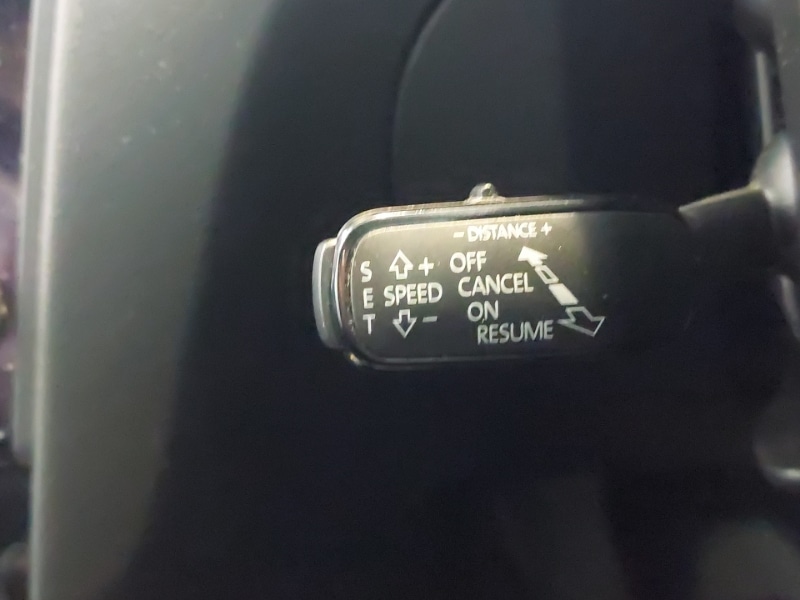 - DISTANCE +
S
E
T
+ OFF
SPEED CANCEL
- ON
RESUME